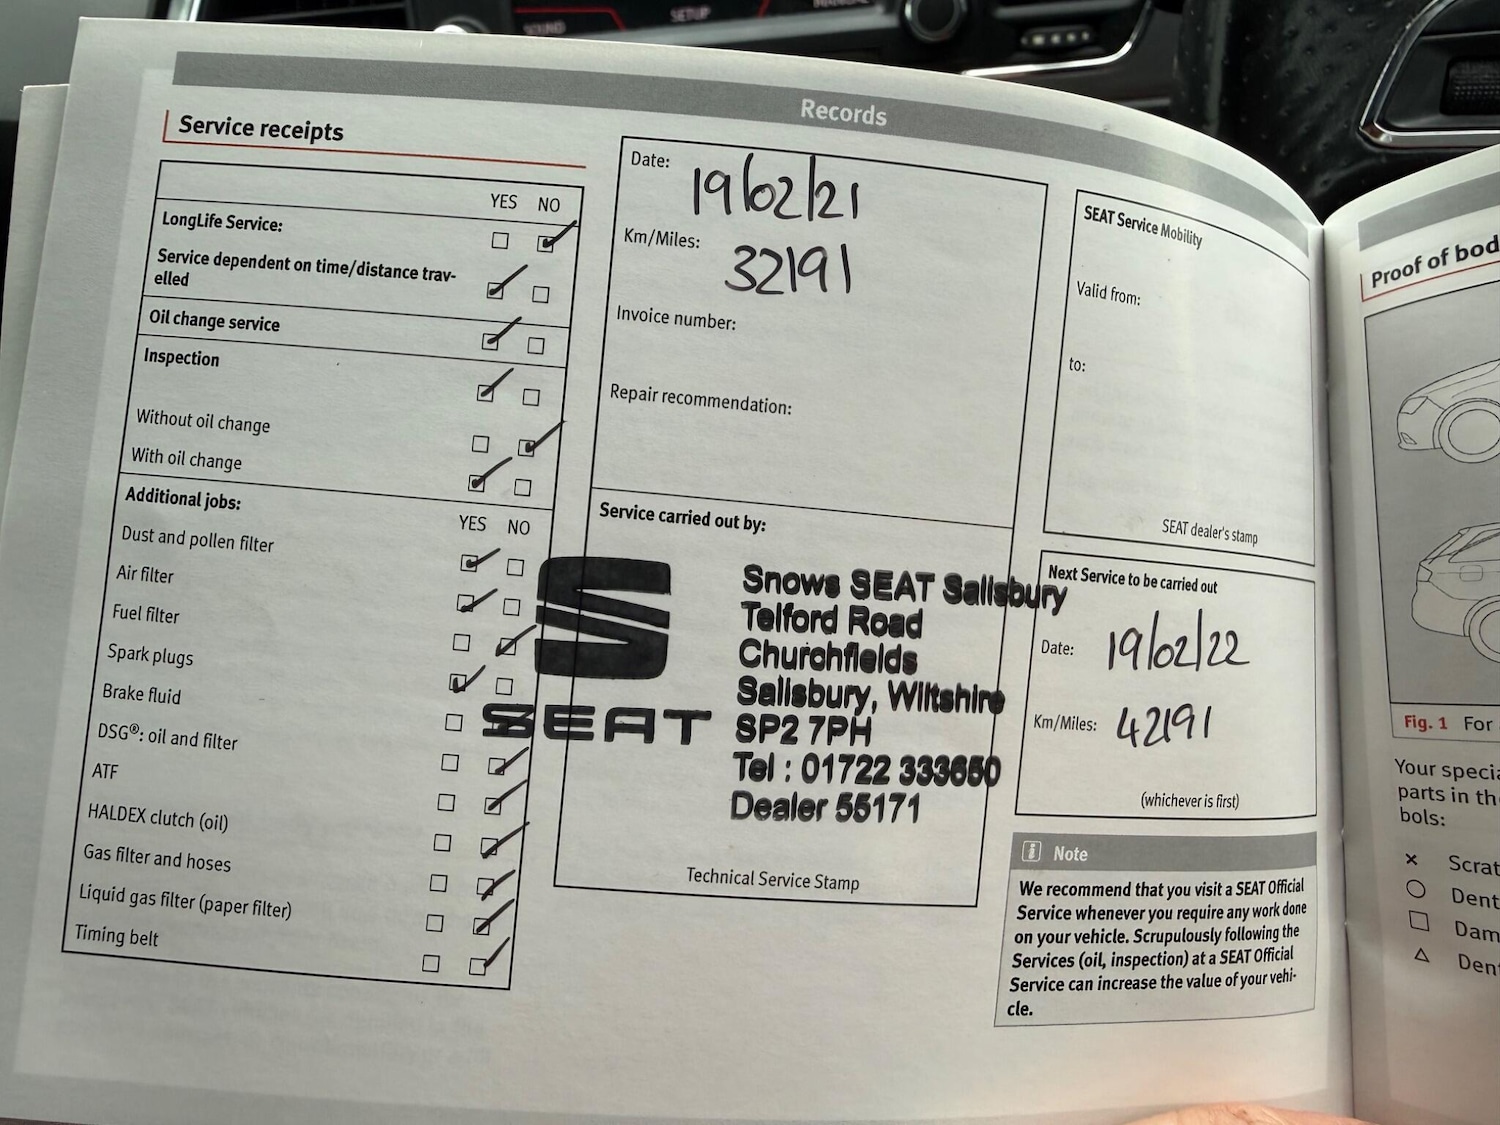 SOUND
SETUP
MANUAL
Records
Service receipts
YES NO
LongLife Service:
Service dependent on time/distance trav-
elled
Oil change service
Inspection
Without oil change
With oil change
Additional jobs:
YES NO
Dust and pollen filter
Air filter
Fuel filter
Spark plugs
Brake fluid
DSG®: oil and filter
ATF
HALDEX clutch (oil)
Gas filter and hoses
Liquid gas filter (paper filter)
Timing belt
Date: 19/02/21
Km/Miles: 32191
Invoice number:
Repair recommendation:
Service carried out by:
SEAT
Snows SEAT Salisbury
Telford Road
Churchfields
Salisbury, Wiltshire
SP2 7PH
Tel : 01722 333650
Dealer 55171
Technical Service Stamp
SEAT Service Mobility
Valid from:
to:
SEAT dealer's stamp
Next Service to be carried out
Date: 19/02/22
Km/Miles: 42191
(whichever is first)
i Note
We recommend that you visit a SEAT Official
Service whenever you require any work done
on your vehicle. Scrupulously following the
Services (oil, inspection) at a SEAT Official
Service can increase the value of your vehi-
cle.
Proof of bod
Fig. 1 For
Your specia
parts in th
bols:
× Scrat
Dent
Dam
Den